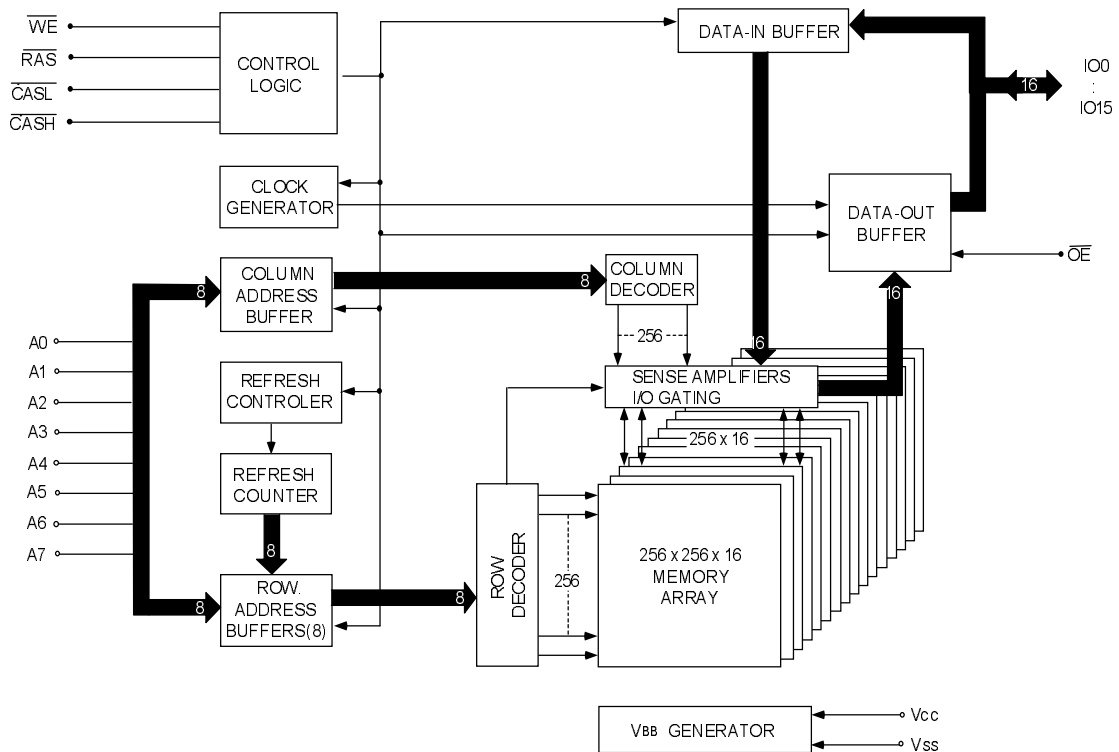 WE
RAS
CASL
CASH
CONTROL
LOGIC
DATA-IN BUFFER
16
IO0
:
IO15
CLOCK
GENERATOR
DATA-OUT
BUFFER
OE
COLUMN
ADDRESS
BUFFER
8
8
COLUMN
DECODER
256
16
16
A0
A1
A2
A3
A4
A5
A6
A7
REFRESH
CONTROLER
SENSE AMPLIFIERS
I/O GATING
256 x 16
REFRESH
COUNTER
8
8
ROW.
ADDRESS
BUFFERS(8)
8
ROW
DECODER
256
256 x 256 x 16
MEMORY
ARRAY
VBB GENERATOR
Vcc
Vss